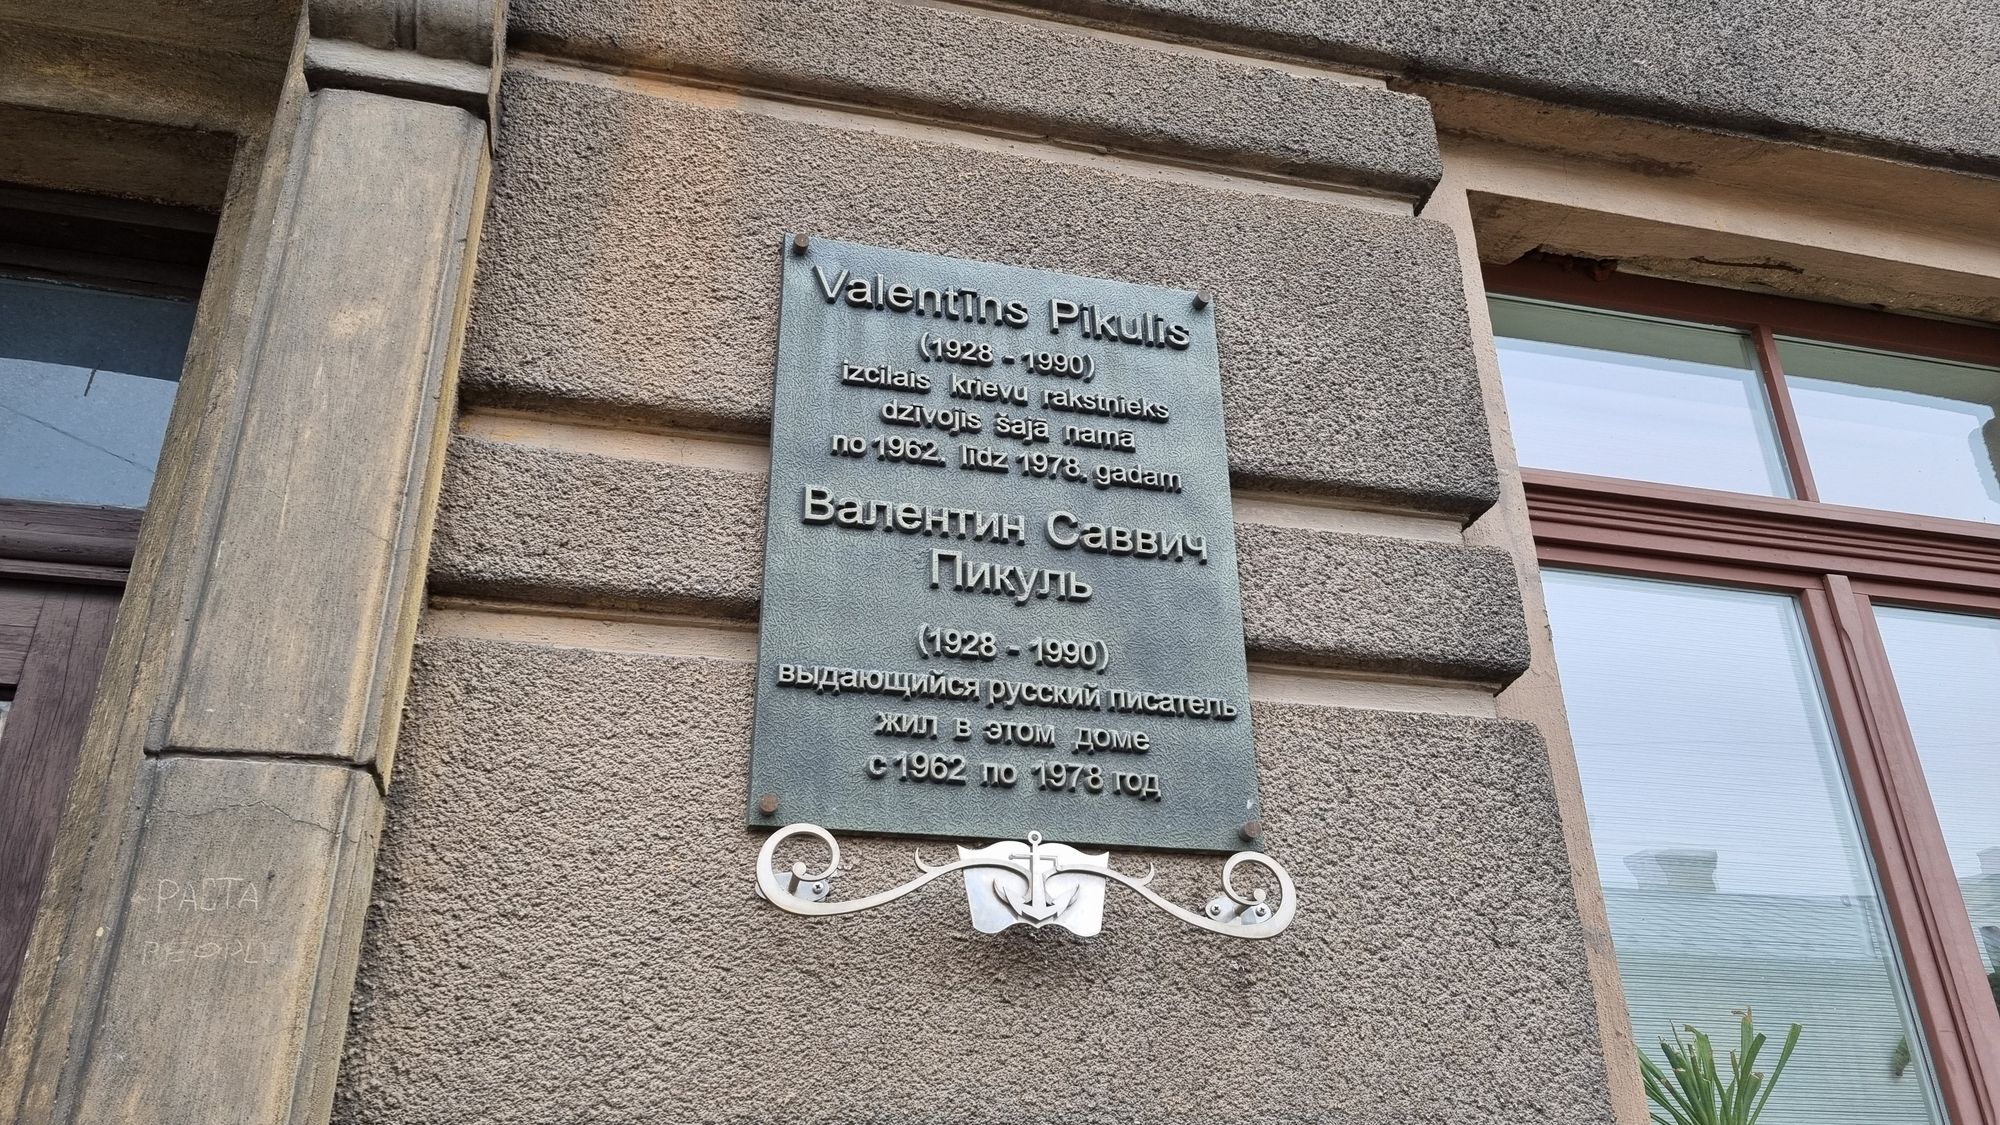 Valentīns Pikulis
(1928 - 1990)
izcilais krievu rakstnieks
dzīvojis šajā namā
no 1962. līdz 1978. gadam
Валентин Саввич
Пикуль
(1928 - 1990)
выдающийся русский писатель
жил в этом доме
с 1962 по 1978 год
PACTA